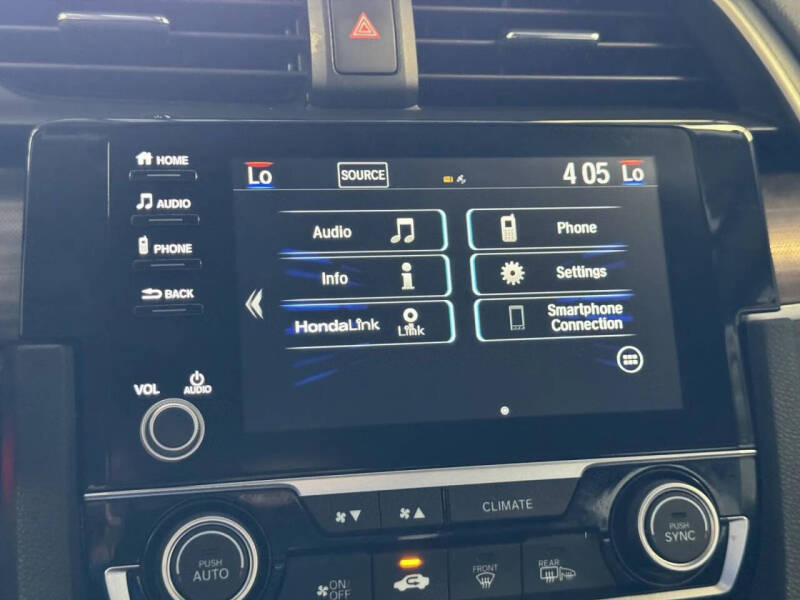 HOME
AUDIO
PHONE
BACK
VOL
AUDIO
Lo
SOURCE
4 05
Lo
Audio
Phone
Info
Settings
HondaLink
Link
Smartphone
Connection
CLIMATE
PUSH
AUTO
ON/
OFF
FRONT
REAR
PUSH
SYNC